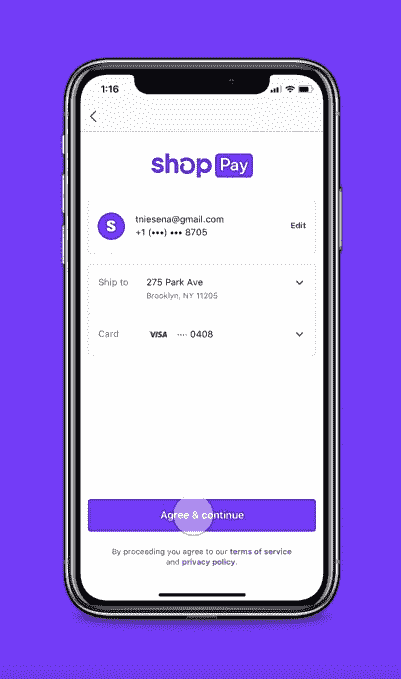 1:16
shop Pay
S
tniesena@gmail.com
+1 (•••) ••• 8705
Edit
Ship to
275 Park Ave
Brooklyn, NY 11205
Card
VISA
···· 0408
Agree & continue
By proceeding you agree to our terms of service
and privacy policy.